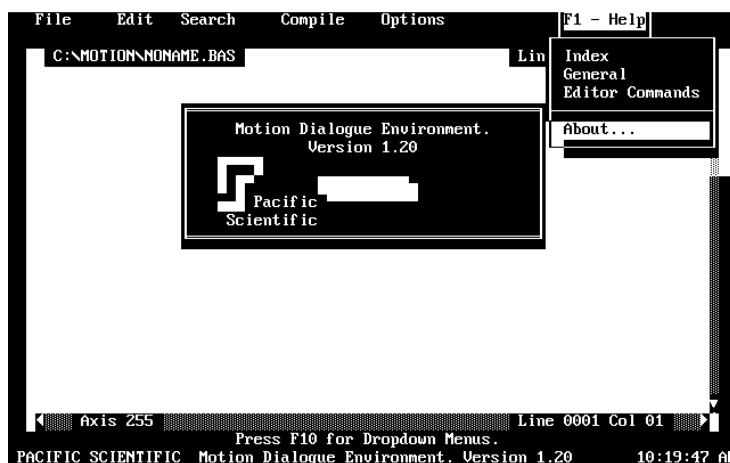 File Edit Search Compile Options F1 - Help
C:\MOTION\NONAME.BAS Lin
Index
General
Editor Commands
About...
Motion Dialogue Environment.
Version 1.20
Pacific
Scientific
Axis 255 Line 0001 Col 01
Press F10 for Dropdown Menus.
PACIFIC SCIENTIFIC Motion Dialogue Environment. Version 1.20 10:19:47 A